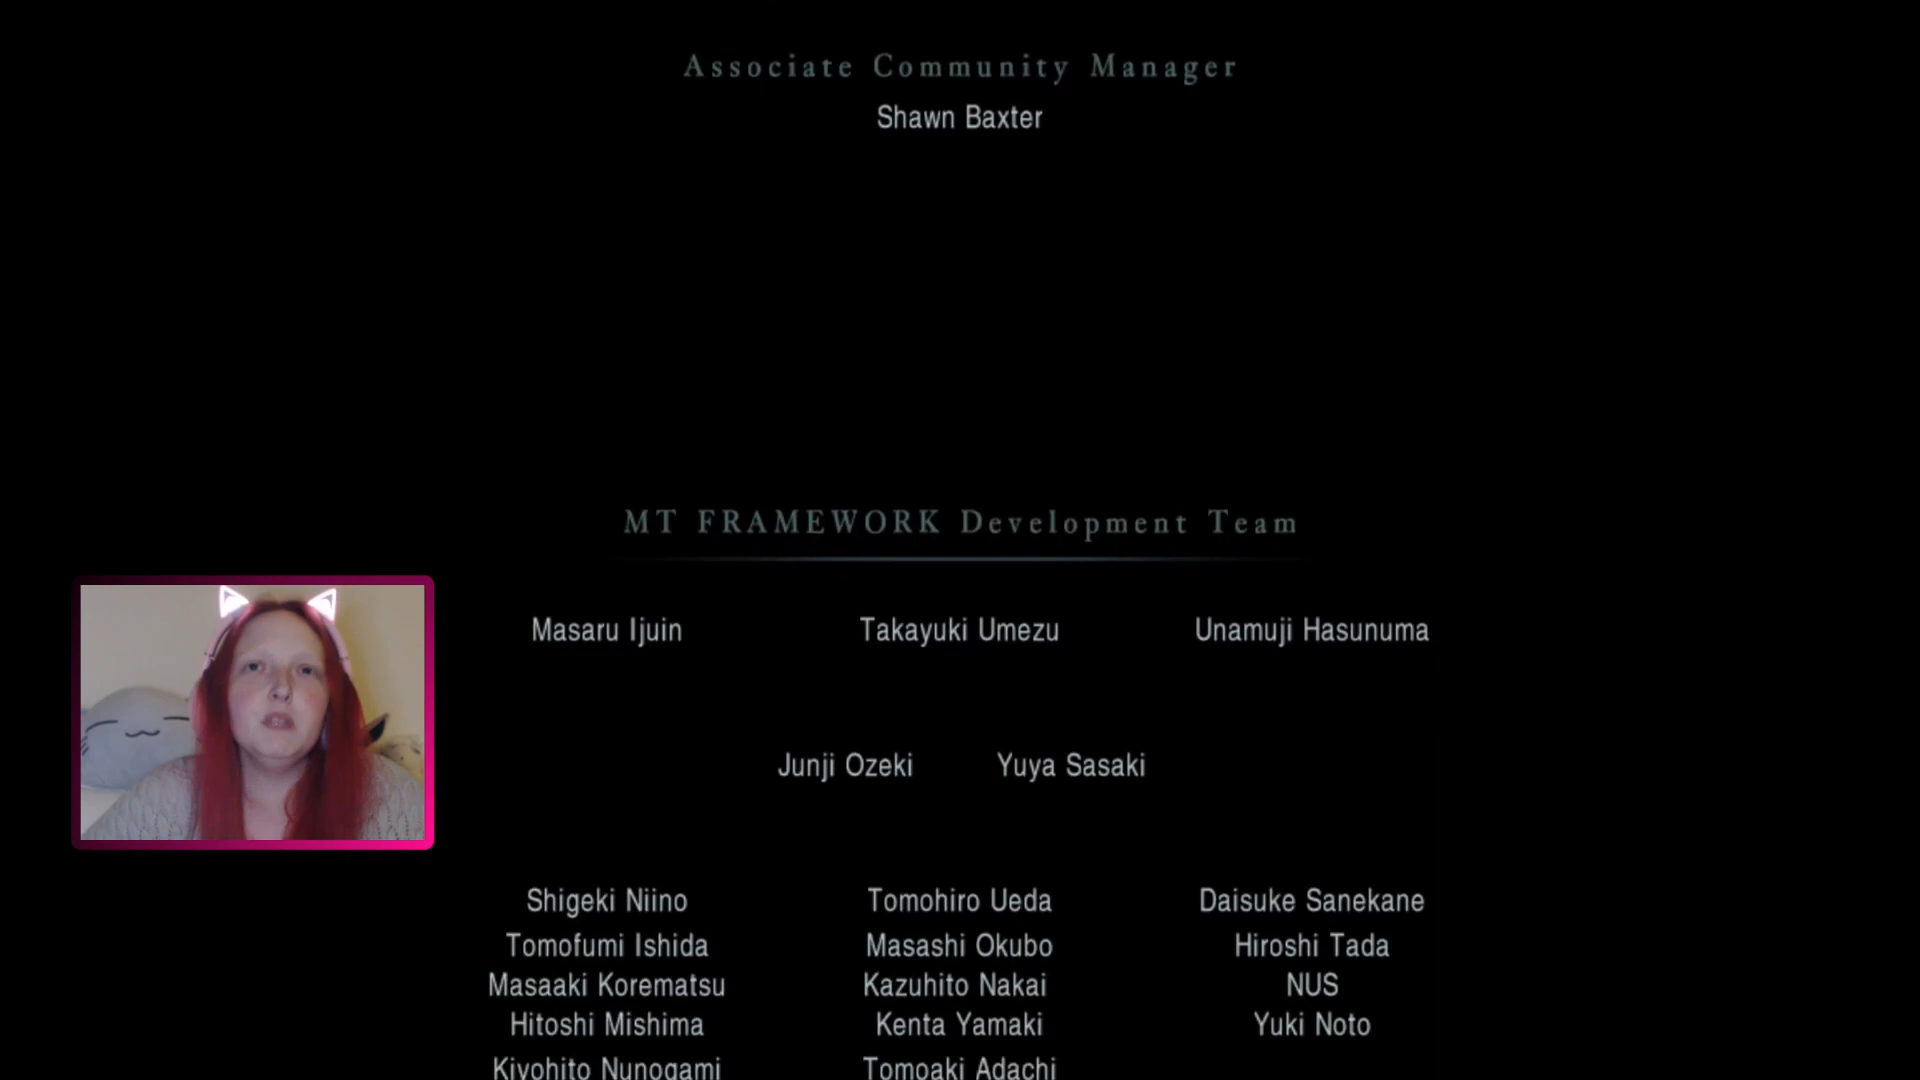 Associate Community Manager
Shawn Baxter
MT FRAMEWORK Development Team
Masaru Ijuin Takayuki Umezu Unamuji Hasunuma
Junji Ozeki Yuya Sasaki
Shigeki Niino Tomohiro Ueda Daisuke Sanekane
Tomofumi Ishida Masashi Okubo Hiroshi Tada
Masaaki Korematsu Kazuhito Nakai NUS
Hitoshi Mishima Kenta Yamaki Yuki Noto
Kiyohito Nunogami Tomoaki Adachi